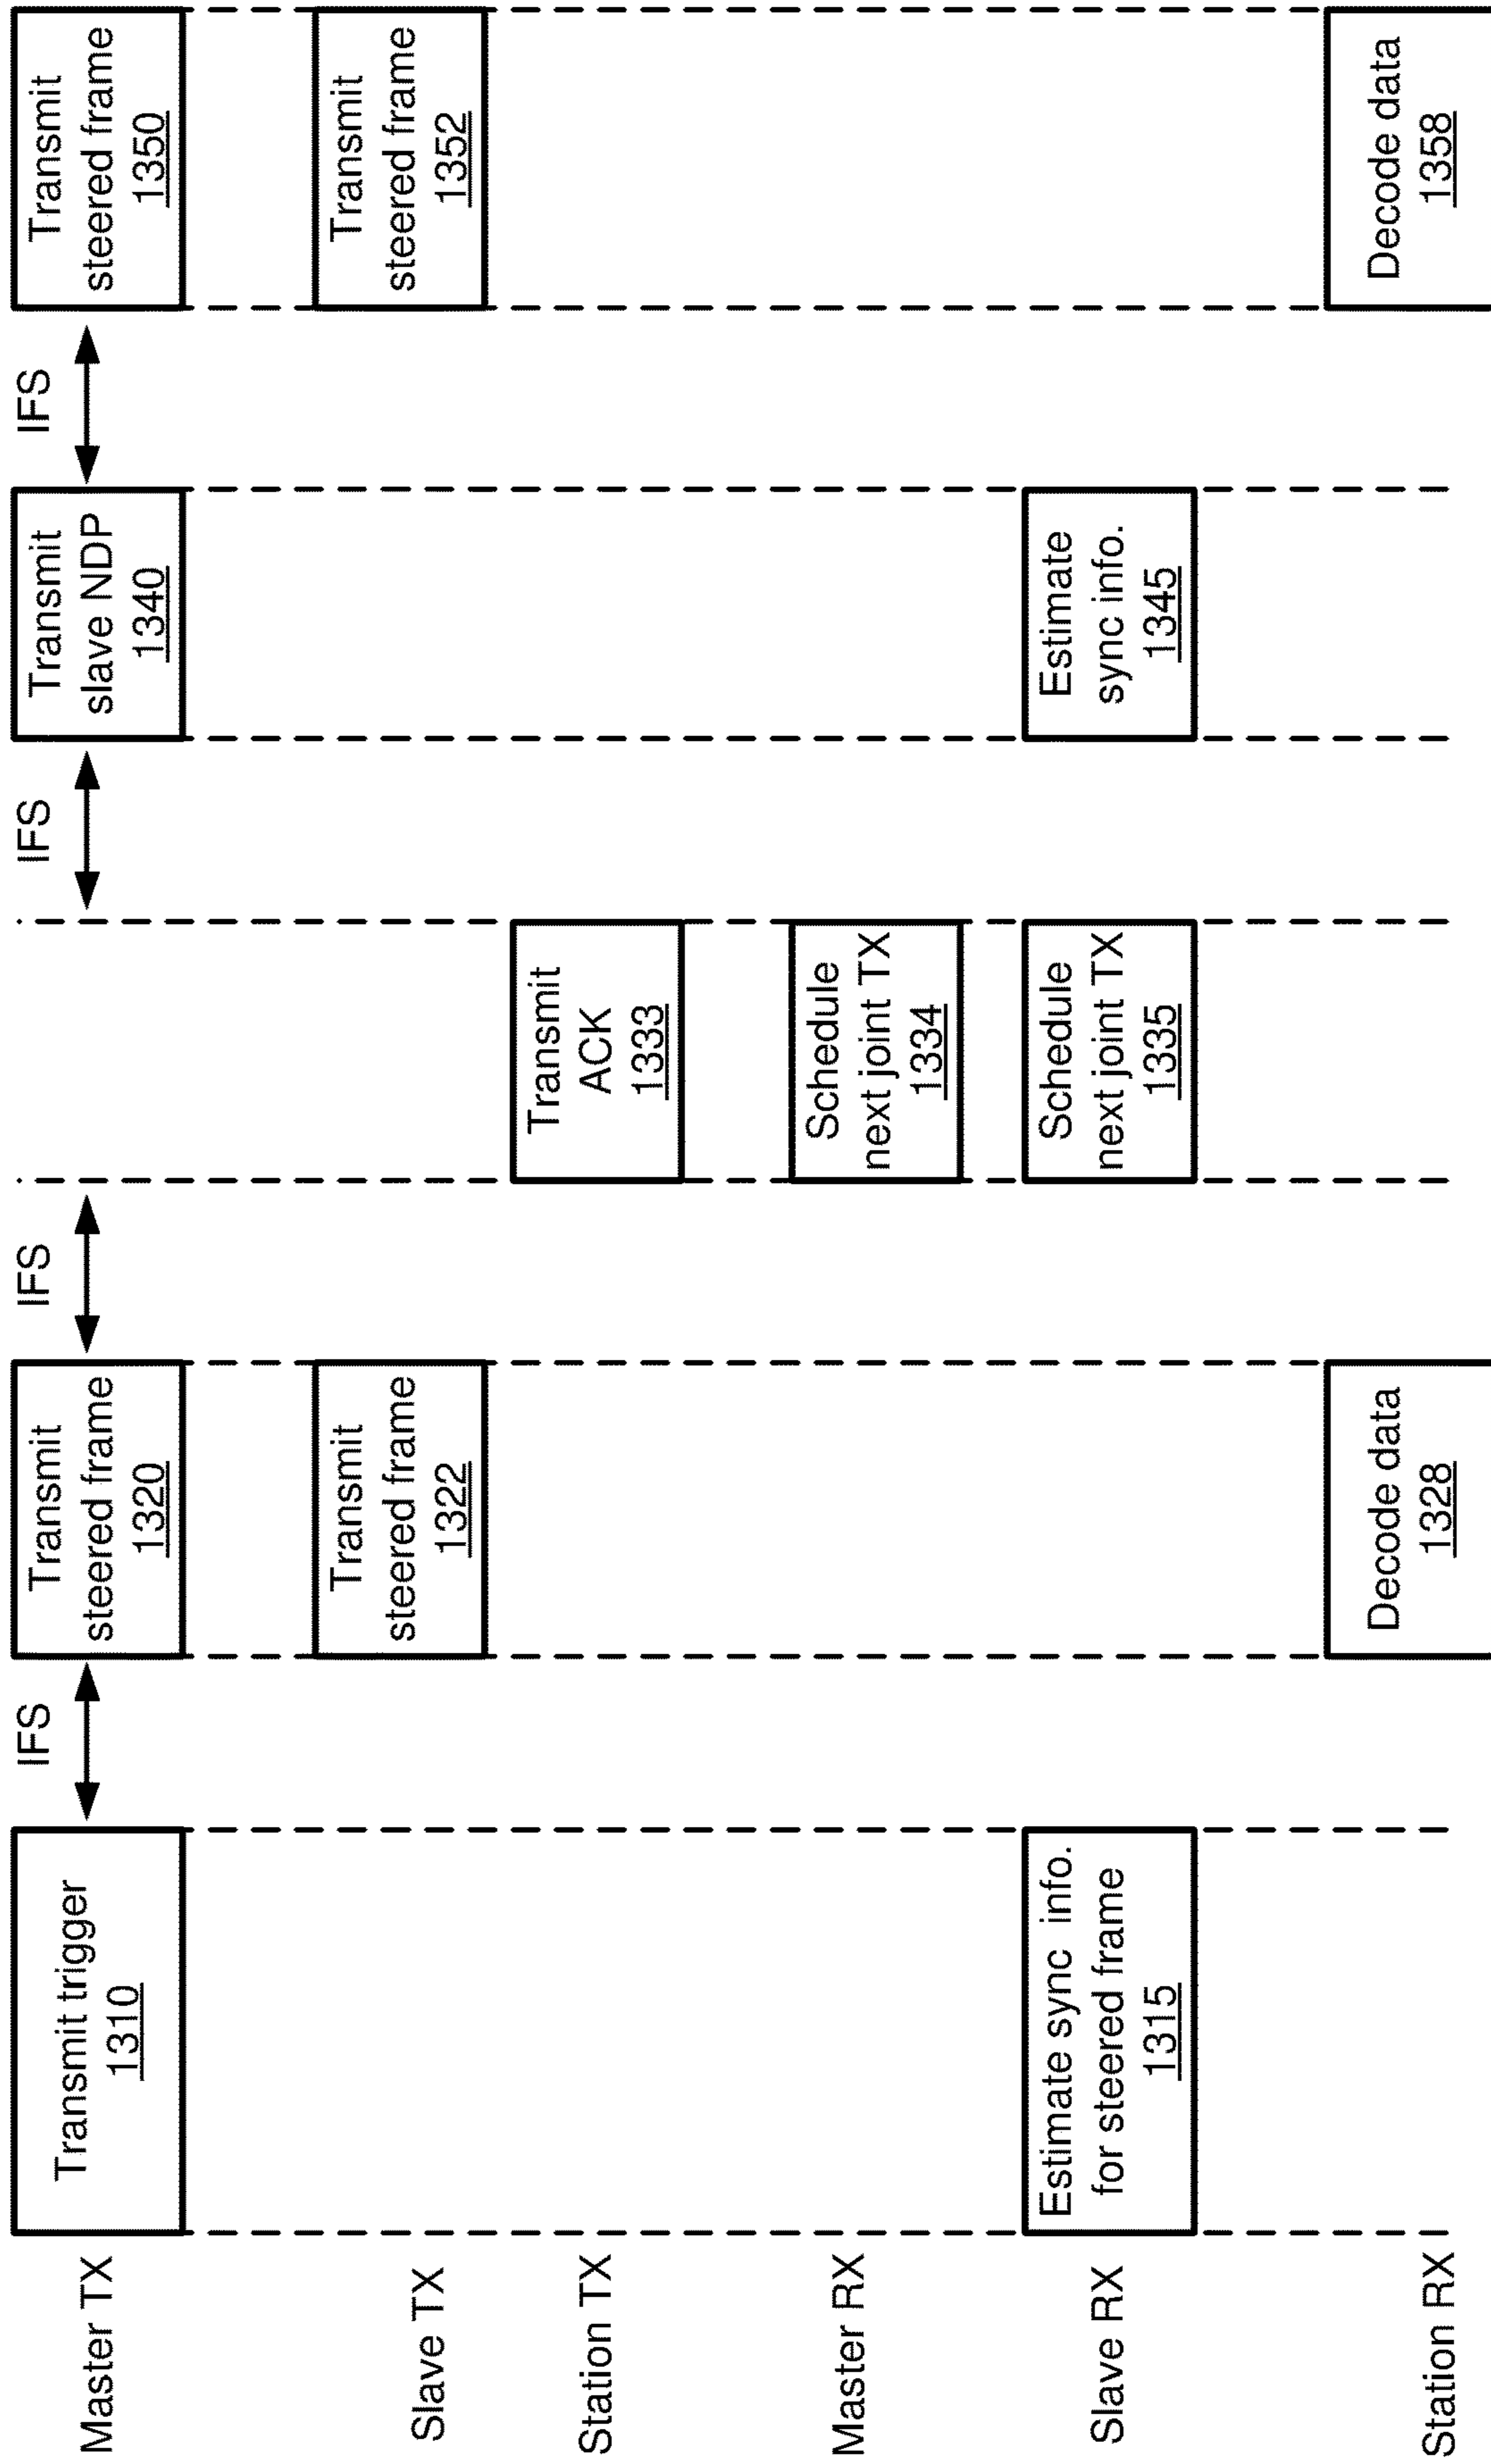 Master TX
Transmit trigger
1310
IFS
Transmit
steered frame
1320
IFS
IFS
Transmit
slave NDP
1340
IFS
Transmit
steered frame
1350
Slave TX
Transmit
steered frame
1322
Transmit
steered frame
1352
Station TX
Transmit
ACK
1333
Master RX
Schedule
next joint TX
1334
Slave RX
Estimate sync info.
for steered frame
1315
Schedule
next joint TX
1335
Estimate
sync info.
1345
Station RX
Decode data
1328
Decode data
1358